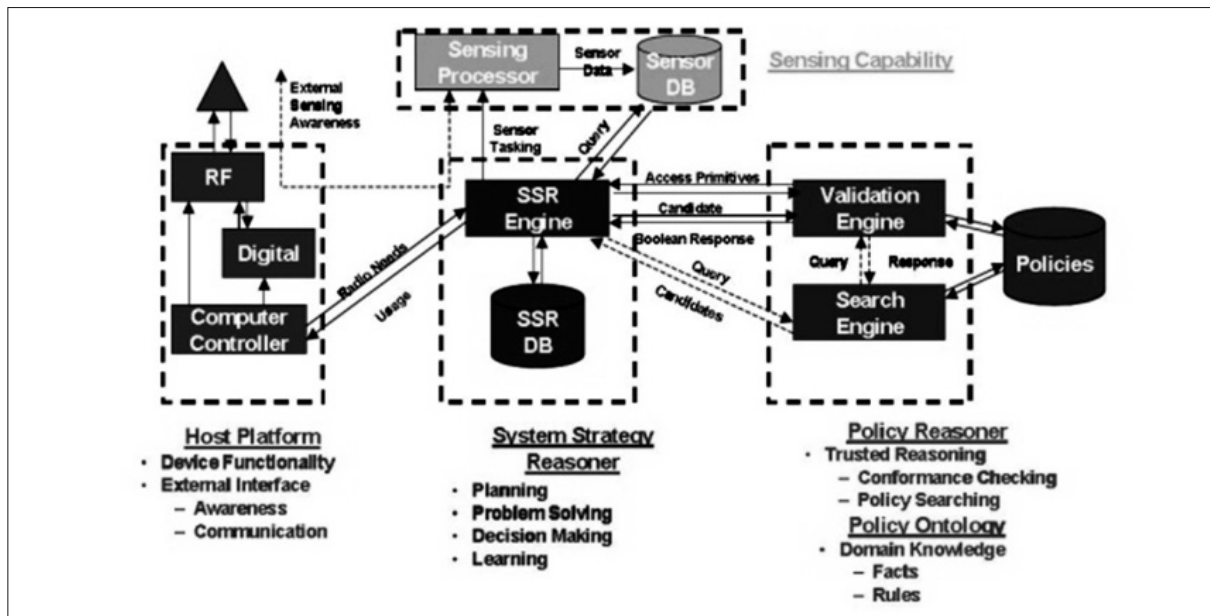 Sensing
Processor
Sensor
Data
Sensor
DB
Sensing Capability
External
Sensing
Awareness
Sensor
Tasking
Query
RF
Digital
Computer
Controller
Radio Needs
Usage
SSR
Engine
SSR
DB
Access Primitives
Candidate
Boolean Response
Query
Candidates
Validation
Engine
Query
Response
Search
Engine
Policies
Host Platform
• Device Functionality
• External Interface
– Awareness
– Communication
System Strategy
Reasoner
• Planning
• Problem Solving
• Decision Making
• Learning
Policy Reasoner
• Trusted Reasoning
– Conformance Checking
– Policy Searching
Policy Ontology
• Domain Knowledge
– Facts
– Rules